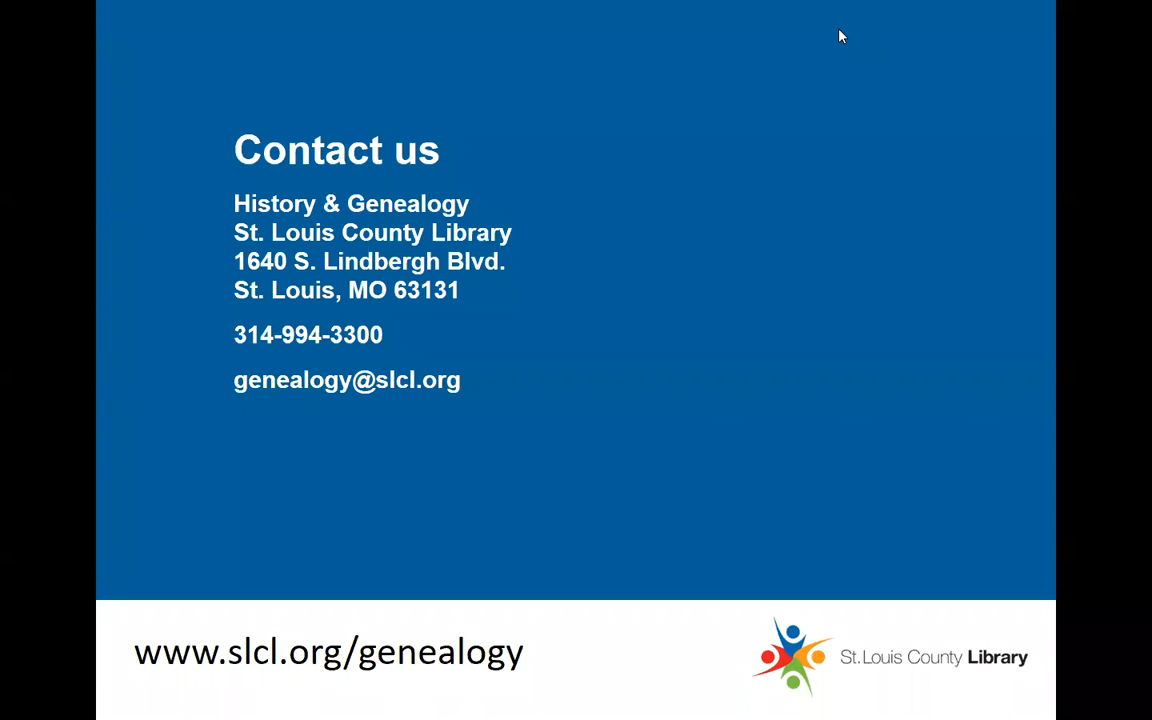 Contact us
History & Genealogy
St. Louis County Library
1640 S. Lindbergh Blvd.
St. Louis, MO 63131
314-994-3300
genealogy@slcl.org
www.slcl.org/genealogy
St.Louis County Library